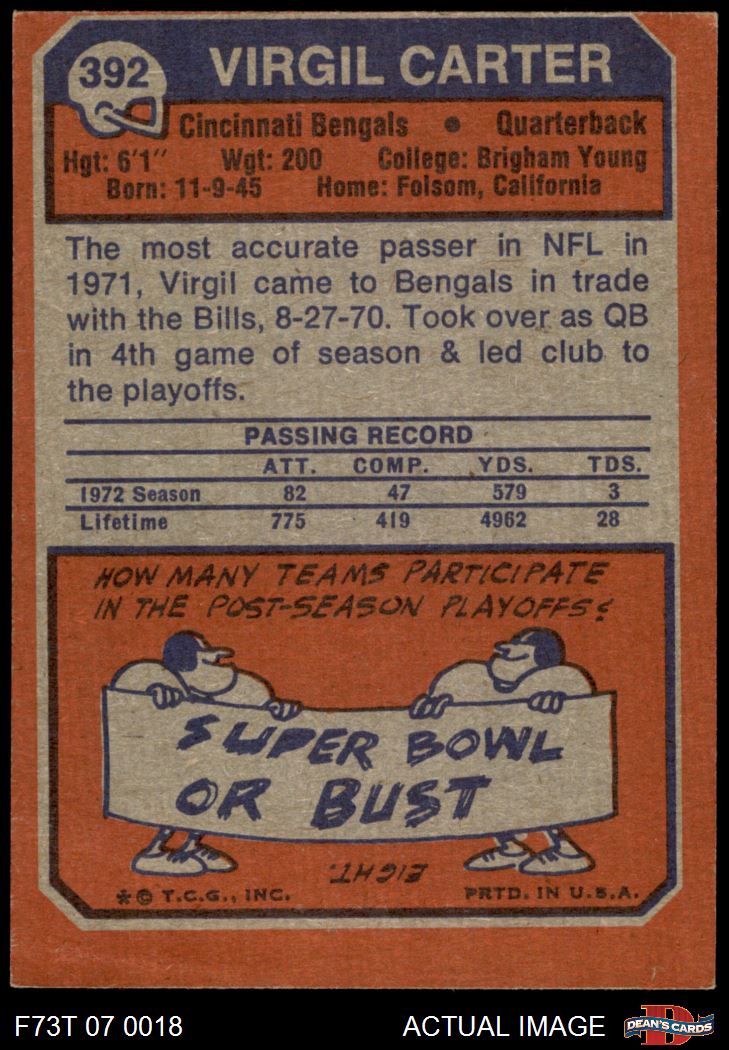 392
VIRGIL CARTER
Cincinnati Bengals • Quarterback
Hgt: 6'1" Wgt: 200 College: Brigham Young
Born: 11-9-45 Home: Folsom, California
The most accurate passer in NFL in
1971, Virgil came to Bengals in trade
with the Bills, 8-27-70. Took over as QB
in 4th game of season & led club to
the playoffs.
PASSING RECORD
ATT. COMP. YDS. TDS.
1972 Season 82 47 579 3
Lifetime 775 419 4962 28
HOW MANY TEAMS PARTICIPATE
IN THE POST-SEASON PLAYOFFS?
SUPER BOWL
OR BUST
EIGHT.
*© T.C.G., INC. PRTD. IN U.S.A.
F73T 07 0018 ACTUAL IMAGE
D
DEAN'S CARDS